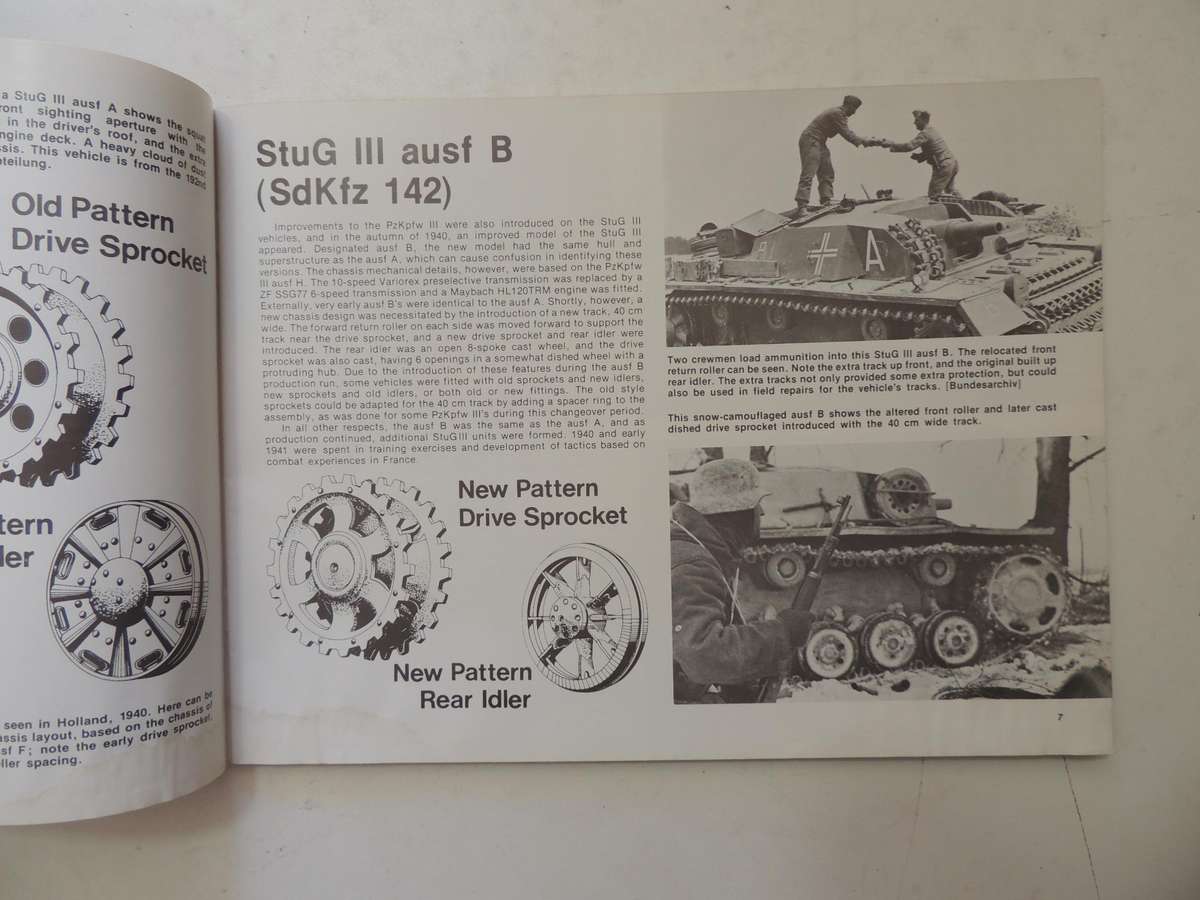 a StuG III ausf A shows the squat
ront sighting aperture with the
in the driver's roof, and the extra
ngine deck. A heavy cloud of dust
ssis. This vehicle is from the 192nd
bteilung.
Old Pattern
Drive Sprocket
ttern
ler
seen in Holland, 1940. Here can be
assis layout, based on the chassis of
sf F; note the early drive sprocket,
ller spacing.
StuG III ausf B
(SdKfz 142)
Improvements to the PzKpfw III were also introduced on the StuG III
vehicles, and in the autumn of 1940, an improved model of the StuG III
appeared. Designated ausf B, the new model had the same hull and
superstructure as the ausf A, which can cause confusion in identifying these
versions. The chassis mechanical details, however, were based on the PzKpfw
III ausf H. The 10-speed Variorex preselective transmission was replaced by a
ZF SSG77 6-speed transmission and a Maybach HL120TRM engine was fitted.
Externally, very early ausf B's were identical to the ausf A. Shortly, however, a
new chassis design was necessitated by the introduction of a new track, 40 cm
wide. The forward return roller on each side was moved forward to support the
track near the drive sprocket, and a new drive sprocket and rear idler were
introduced. The rear idler was an open 8-spoke cast wheel, and the drive
sprocket was also cast, having 6 openings in a somewhat dished wheel with a
protruding hub. Due to the introduction of these features during the ausf B
production run, some vehicles were fitted with old sprockets and new idlers,
new sprockets and old idlers, or both old or new fittings. The old style
sprockets could be adapted for the 40 cm track by adding a spacer ring to the
assembly, as was done for some PzKpfw III's during this changeover period.
In all other respects, the ausf B was the same as the ausf A, and as
production continued, additional StuGIII units were formed. 1940 and early
1941 were spent in training exercises and development of tactics based on
combat experiences in France.
New Pattern
Drive Sprocket
New Pattern
Rear Idler
A
Two crewmen load ammunition into this StuG III ausf B. The relocated front
return roller can be seen. Note the extra track up front, and the original built up
rear idler. The extra tracks not only provided some extra protection, but could
also be used in field repairs for the vehicle's tracks. [Bundesarchiv]
This snow-camouflaged ausf B shows the altered front roller and later cast
dished drive sprocket introduced with the 40 cm wide track.
7